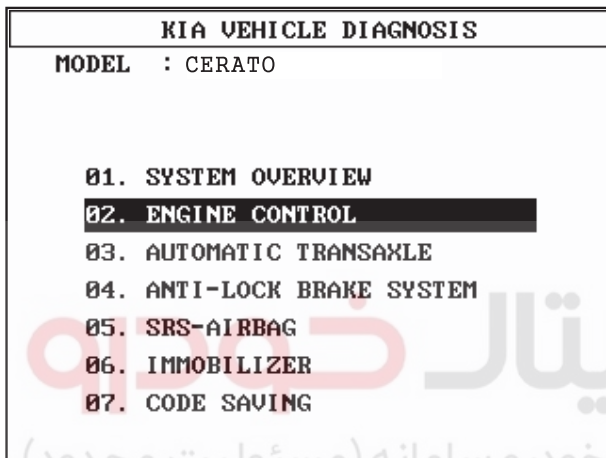 KIA VEHICLE DIAGNOSIS
MODEL : CERATO
01. SYSTEM OVERVIEW
02. ENGINE CONTROL
03. AUTOMATIC TRANSAXLE
04. ANTI-LOCK BRAKE SYSTEM
05. SRS-AIRBAG
06. IMMOBILIZER
07. CODE SAVING
خودرو